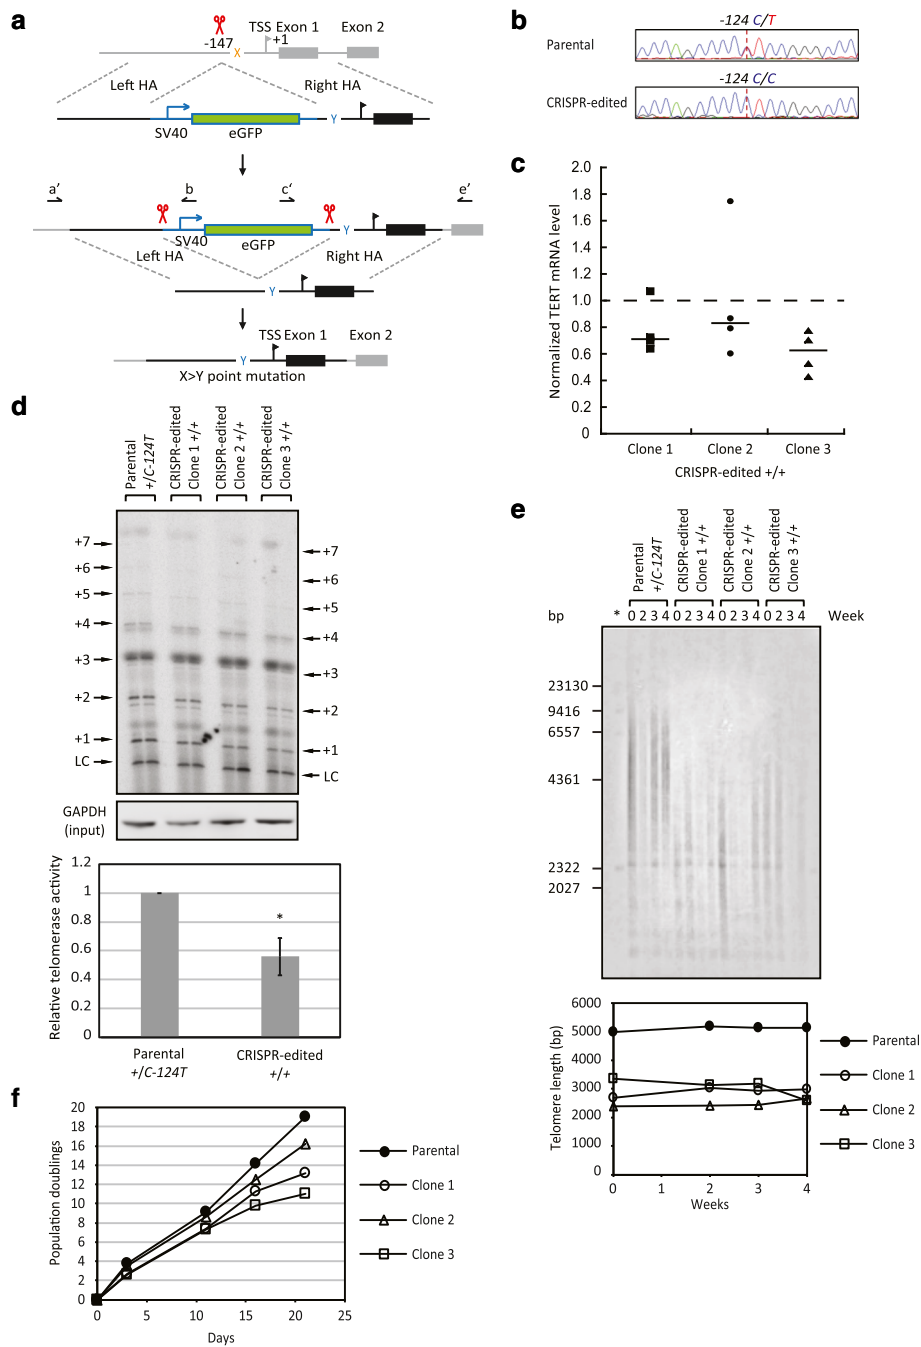 a
-147
X
TSS
+1
Exon 1
Exon 2
Left HA
Right HA
SV40
eGFP
Y
a'
b
c'
e'
SV40
eGFP
Y
Left HA
Right HA
Y
TSS Exon 1
Exon 2
Y
X>Y point mutation
b
-124 C/T
Parental
-124 C/C
CRISPR-edited
c
Normalized TERT mRNA level
2.0
1.8
1.6
1.4
1.2
1.0
0.8
0.6
0.4
0.2
0
Clone 1
Clone 2
Clone 3
CRISPR-edited +/+
d
Parental
+/C-124T
CRISPR-edited
Clone 1 +/+
CRISPR-edited
Clone 2 +/+
CRISPR-edited
Clone 3 +/+
+7
+6
+5
+4
+3
+2
+1
LC
+7
+6
+5
+4
+3
+2
+1
LC
GAPDH
(input)
Relative telomerase activity
1.2
1
0.8
0.6
0.4
0.2
0
*
Parental
+/C-124T
CRISPR-edited
+/+
e
Parental
+/C-124T
CRISPR-edited
Clone 1 +/+
CRISPR-edited
Clone 2 +/+
CRISPR-edited
Clone 3 +/+
bp
* 0 2 3 4 0 2 3 4 0 2 3 4 0 2 3 4
Week
23130
9416
6557
4361
2322
2027
Telomere length (bp)
6000
5000
4000
3000
2000
1000
0
0
2
3
4
Weeks
Parental
Clone 1
Clone 2
Clone 3
f
Population doublings
20
18
16
14
12
10
8
6
4
2
0
0
5
10
15
20
25
Days
Parental
Clone 1
Clone 2
Clone 3